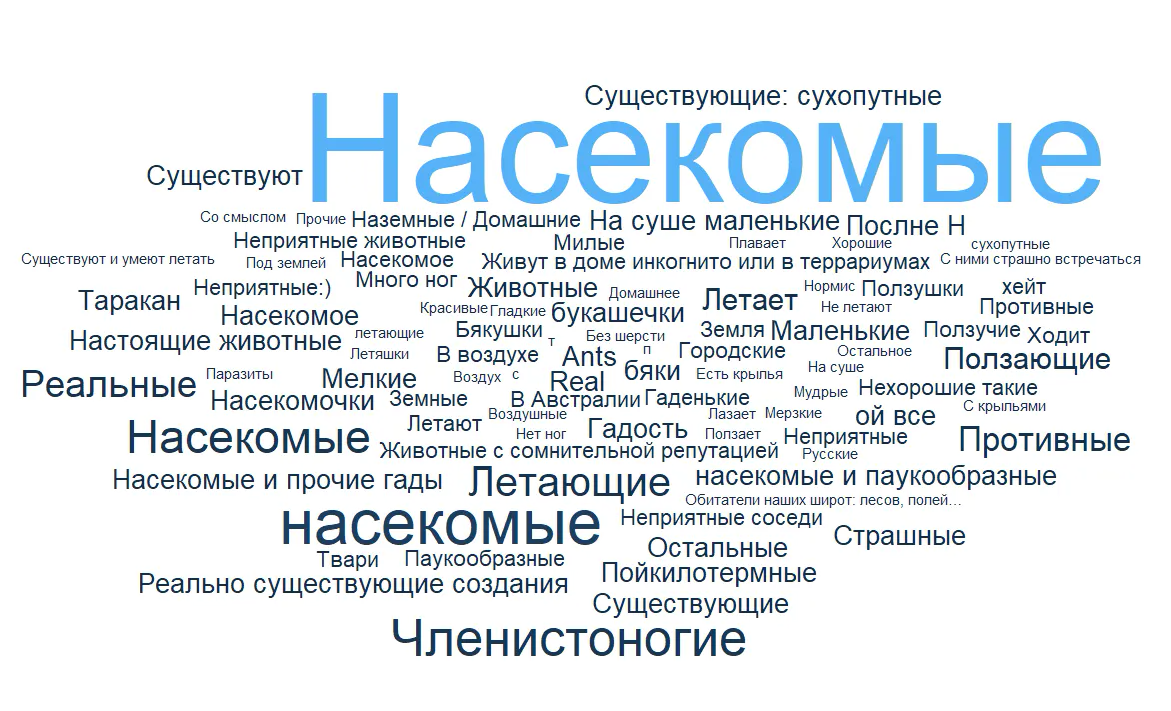 Существующие: сухопутные
Насекомые
Существуют
Со смыслом
Прочие
Наземные / Домашние
На суше маленькие
Послне Н
Неприятные животные
Милые
Плавает
Хорошие
сухопутные
Существуют и умеют летать
Под землей
Насекомое
Живут в доме инкогнито или в террариумах
С ними страшно встречаться
Много ног
Неприятные:)
Животные
Домашнее
Летает
Нормис
Ползушки
хейт
Таракан
Насекомое
Красивые
Гладкие
букашечки
Не летают
Противные
Настоящие животные
летающие
Бякушки
т
Без шерсти
Земля
Маленькие
Ползучие
Ходит
Летяшки
В воздухе
Ants
п
Городские
Остальное
Ползающие
Реальные
Паразиты
Мелкие
Воздух
с
Real
бяки
Есть крылья
На суше
Насекомочки
Земные
В Австралии
Гаденькие
Мудрые
Нехорошие такие
Насекомые
Летают
Воздушные
Нет ног
Гадость
Лазает
Мерзкие
ой все
С крыльями
Ползает
Неприятные
Противные
Животные с сомнительной репутацией
Русские
Насекомые и прочие гады
Летающие
насекомые и паукообразные
Обитатели наших широт: лесов, полей…
насекомые
Неприятные соседи
Страшные
Твари
Паукообразные
Остальные
Реально существующие создания
Пойкилотермные
Существующие
Членистоногие